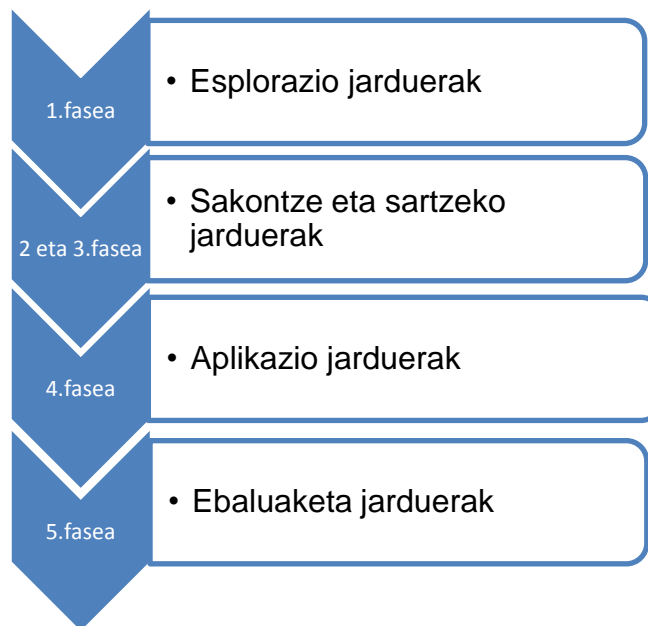 1.fasea
• Esplorazio jarduerak
2 eta 3.fasea
• Sakontze eta sartzeko
jarduerak
4.fasea
• Aplikazio jarduerak
5.fasea
• Ebaluaketa jarduerak